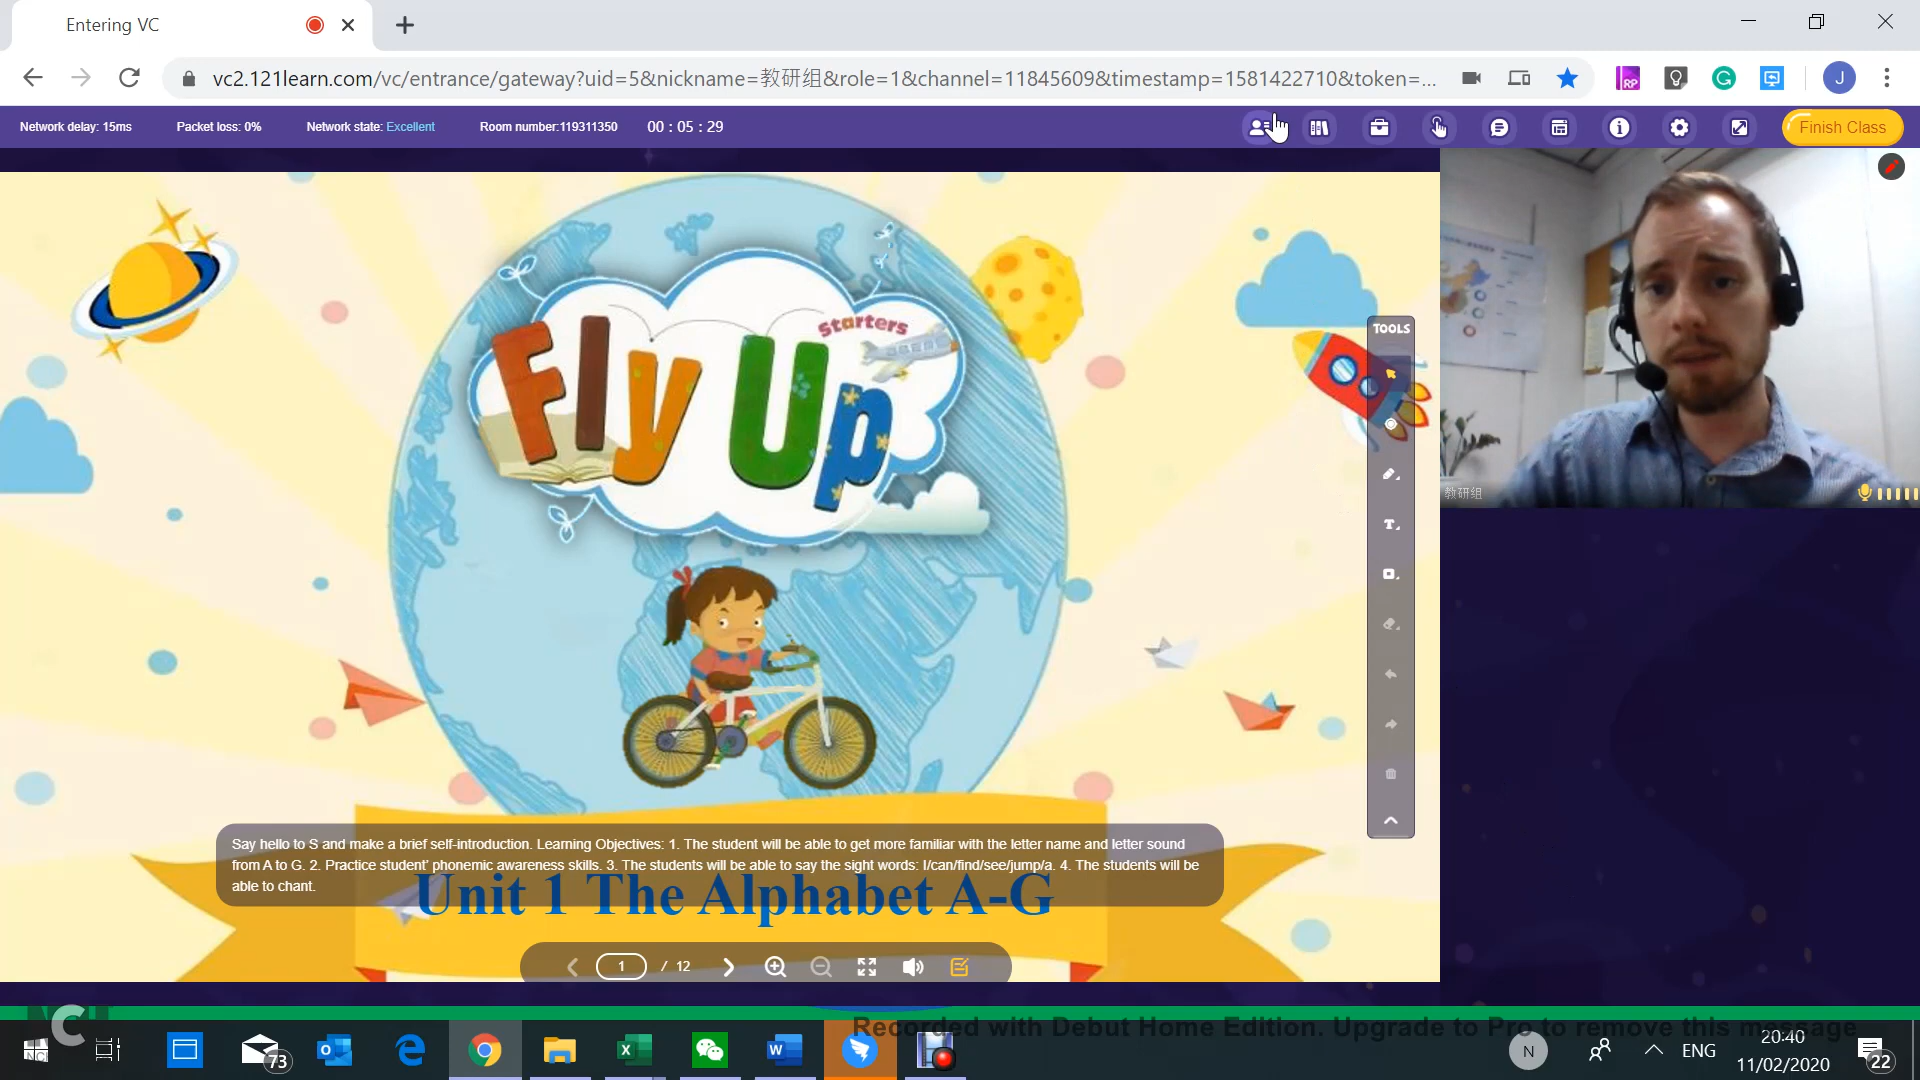 Entering VC
vc2.121learn.com/vc/entrance/gateway?uid=5&nickname=教研组&role=1&channel=11845609&timestamp=1581422710&token=...
RP
J
Network delay: 15ms
Packet loss: 0%
Network state: Excellent
Room number:119311350
00 : 05 : 29
Finish Class
Starters
Fly Up
TOOLS
教研组
Say hello to S and make a brief self-introduction. Learning Objectives: 1. The student will be able to get more familiar with the letter name and letter sound
from A to G. 2. Practice student' phonemic awareness skills. 3. The students will be able to say the sight words: I/can/find/see/jump/a. 4. The students will be
able to chant.
Unit 1 The Alphabet A-G
1 / 12
Recorded with Debut Home Edition. Upgrade to Pro to remove this message
NCH
73
N
ENG
20:40
11/02/2020
22